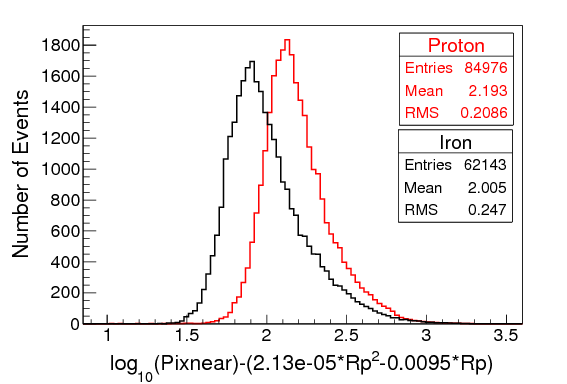 Number of Events
1800
1600
1400
1200
1000
800
600
400
200
0
Proton
Entries 84976
Mean 2.193
RMS 0.2086
Iron
Entries 62143
Mean 2.005
RMS 0.247
1 1.5 2 2.5 3 3.5
log10(Pixnear)-(2.13e-05*Rp²-0.0095*Rp)